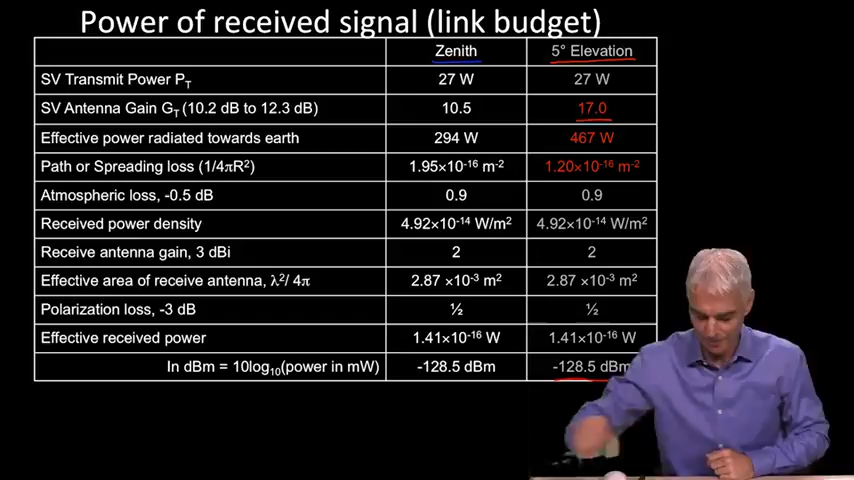 Power of received signal (link budget)
Zenith 5° Elevation
SV Transmit Power P_T 27 W 27 W
SV Antenna Gain G_T (10.2 dB to 12.3 dB) 10.5 17.0
Effective power radiated towards earth 294 W 467 W
Path or Spreading loss (1/4πR²) 1.95×10⁻¹⁶ m⁻² 1.20×10⁻¹⁶ m⁻²
Atmospheric loss, -0.5 dB 0.9 0.9
Received power density 4.92×10⁻¹⁴ W/m² 4.92×10⁻¹⁴ W/m²
Receive antenna gain, 3 dBi 2 2
Effective area of receive antenna, λ²/ 4π 2.87 ×10⁻³ m² 2.87 ×10⁻³ m²
Polarization loss, -3 dB ½ ½
Effective received power 1.41×10⁻¹⁶ W 1.41×10⁻¹⁶ W
In dBm = 10log₁₀(power in mW) -128.5 dBm -128.5 dBm